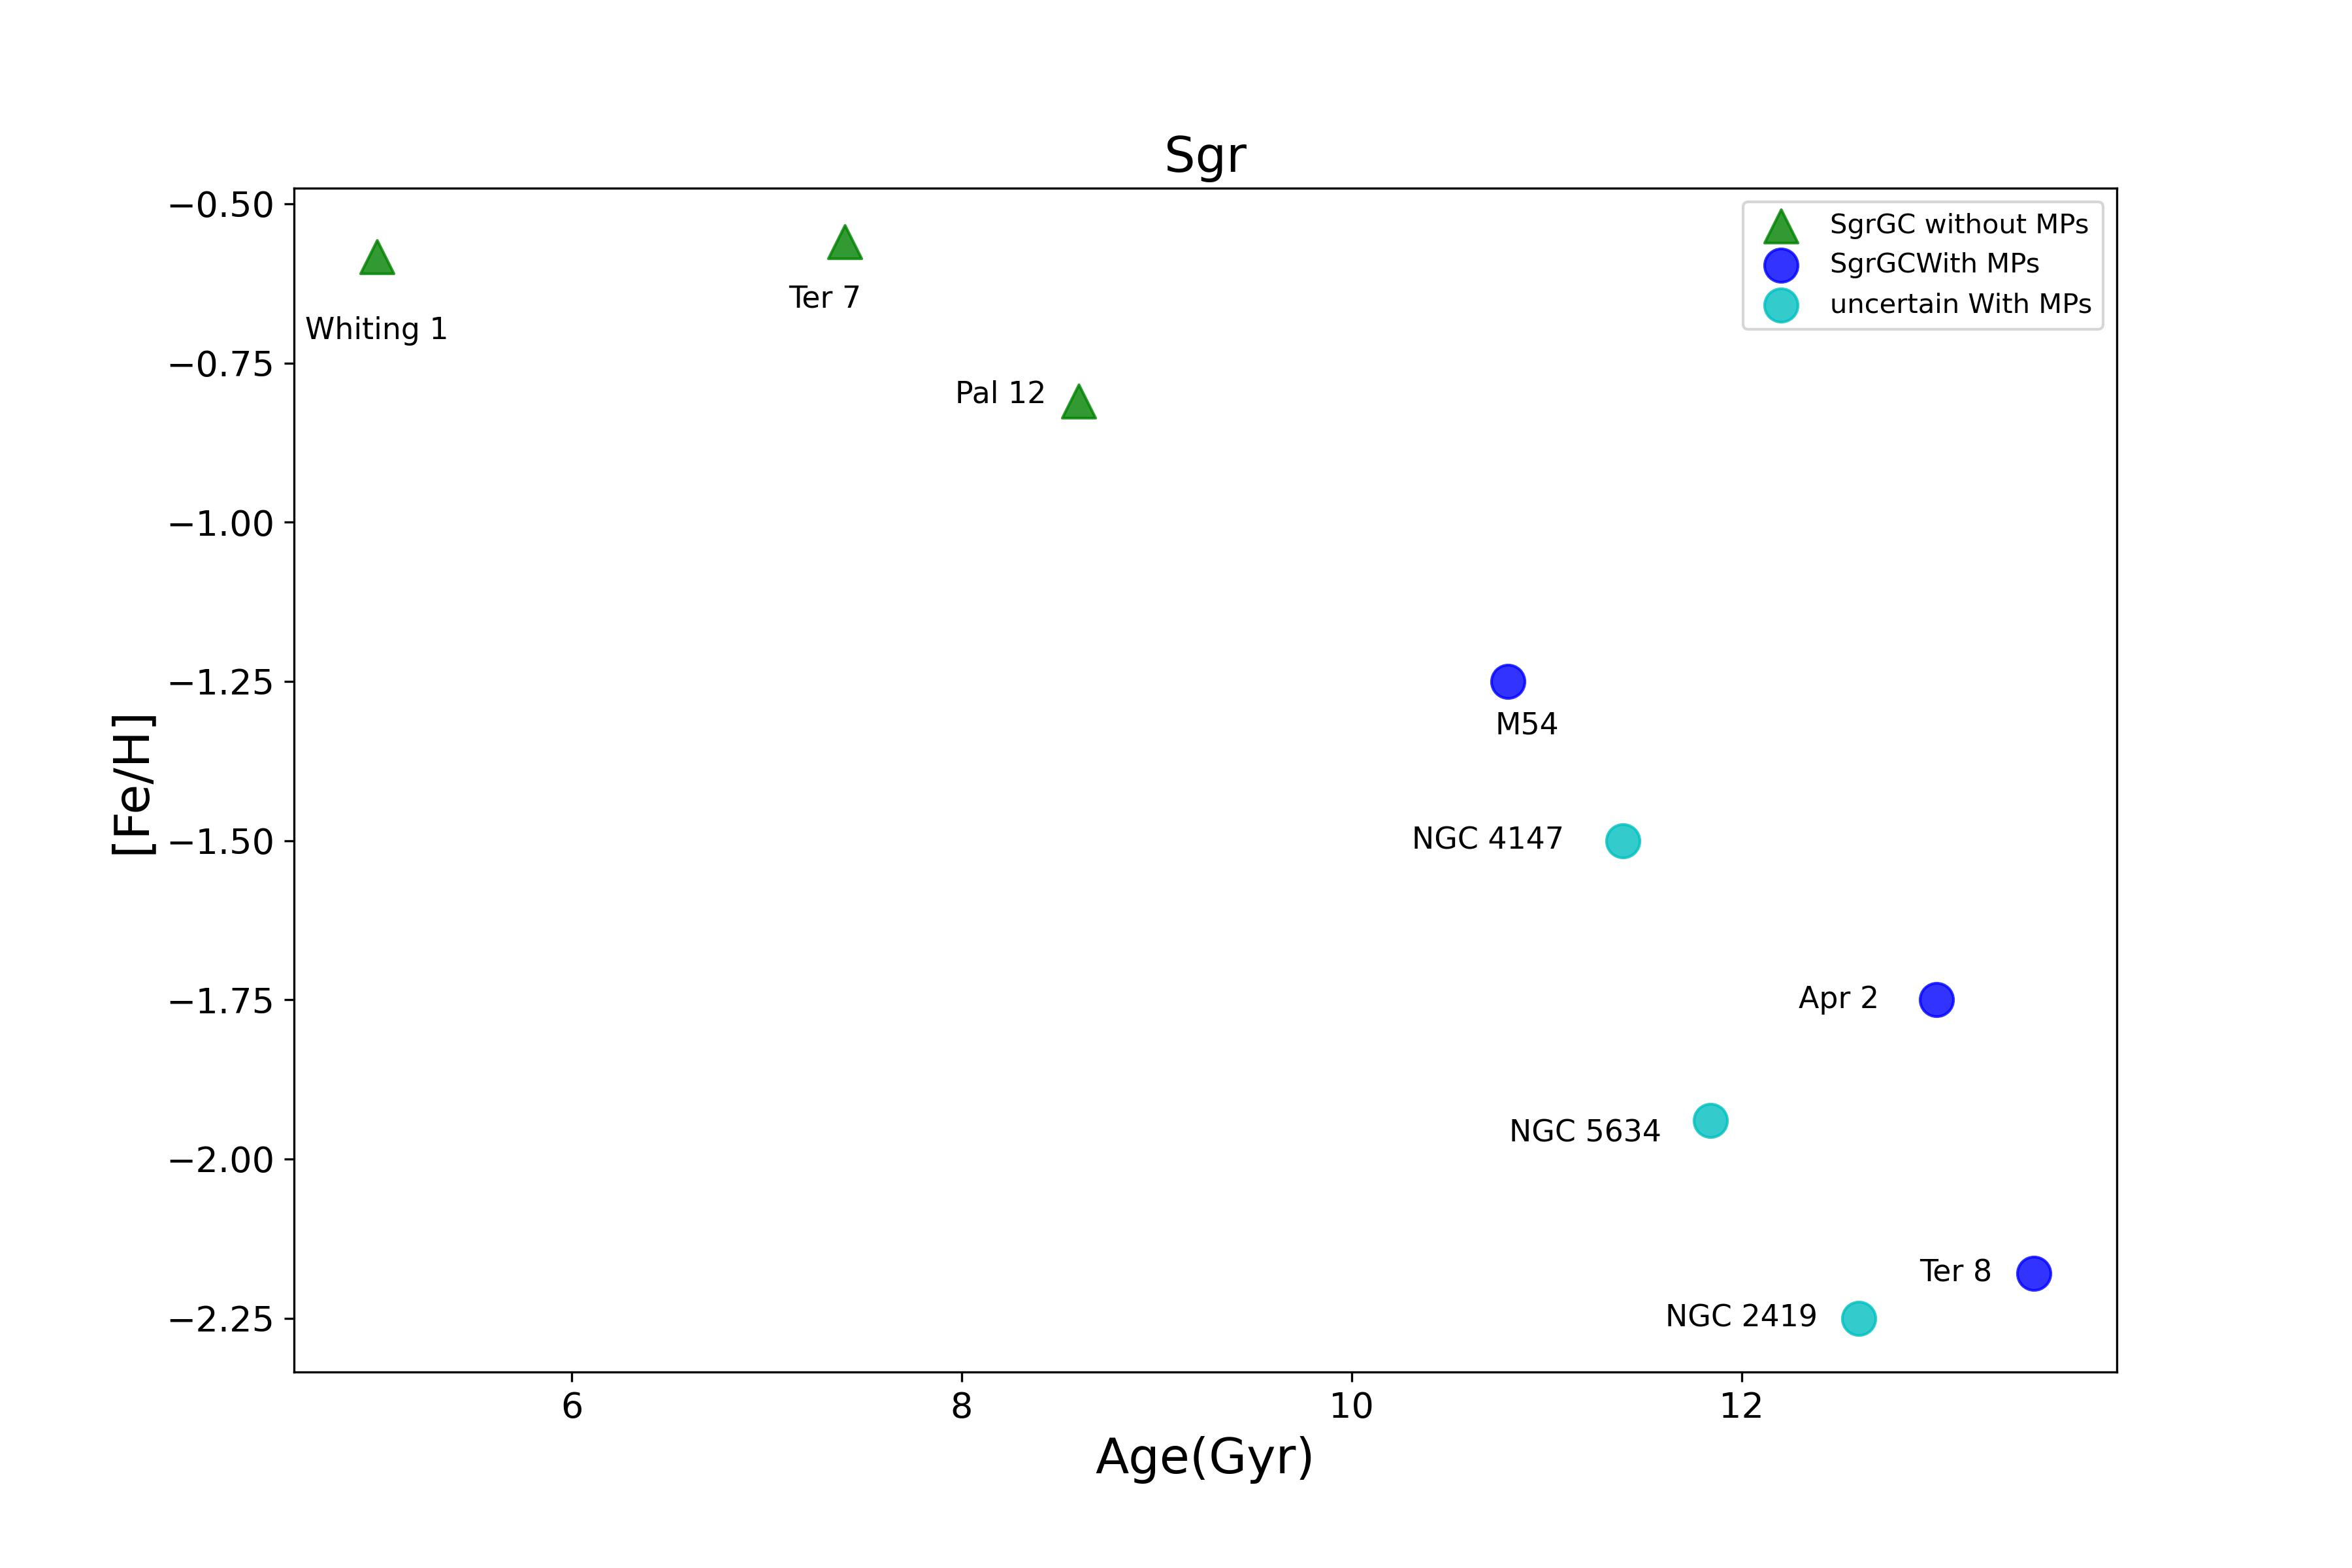 Sgr
−0.50
−0.75
−1.00
−1.25
−1.50
−1.75
−2.00
−2.25
[Fe/H]
SgrGC without MPs
SgrGCWith MPs
uncertain With MPs
Whiting 1
Ter 7
Pal 12
M54
NGC 4147
Apr 2
NGC 5634
Ter 8
NGC 2419
6
8
10
12
Age(Gyr)